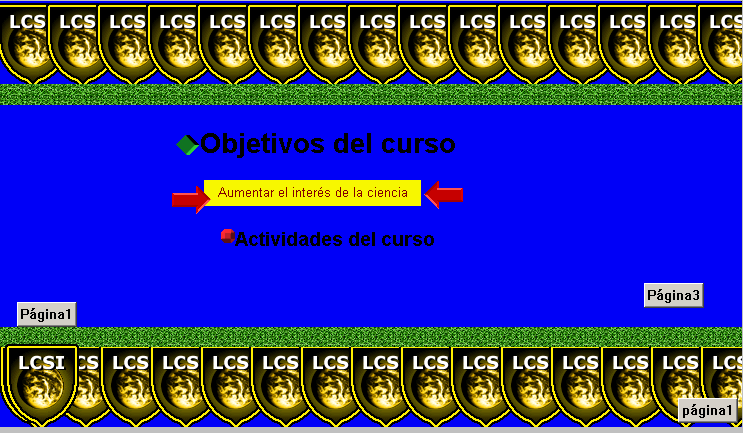 LCS LCS LCS LCS LCS LCS LCS LCS LCS LCS LCS LCS LCS LCS LCS
Objetivos del curso
Aumentar el interés de la ciencia
Actividades del curso
Página3
Página1
LCSI CS LCS LCS LCS LCS LCS LCS LCS LCS LCS LCS LCS LCS LCS
página1